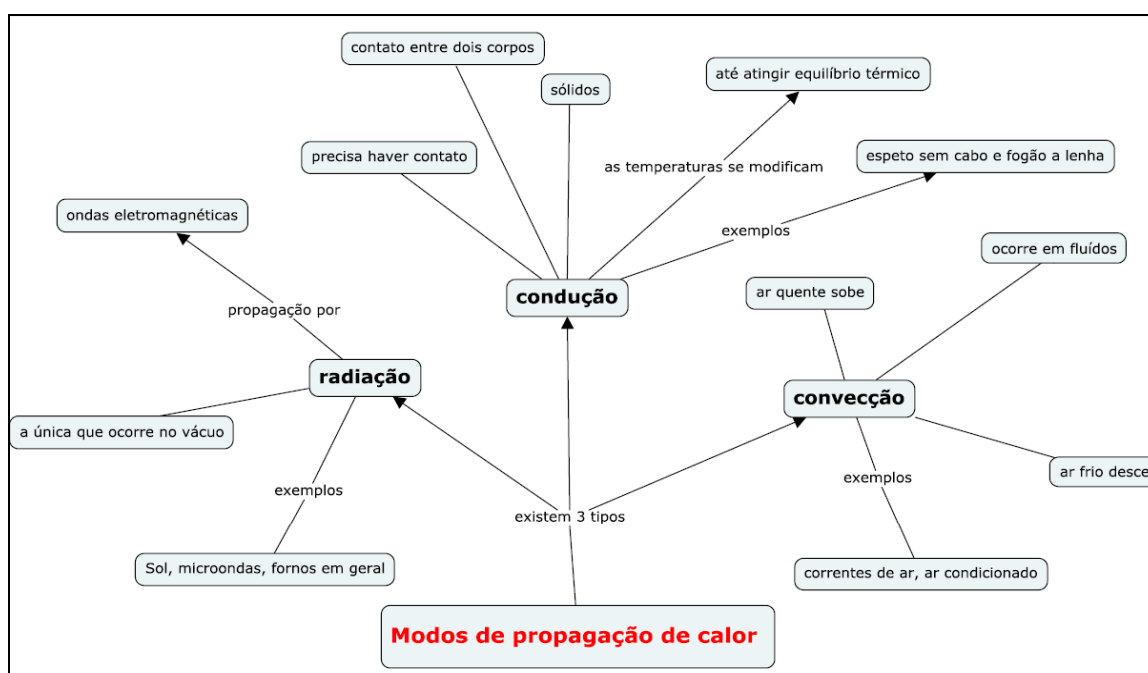 contato entre dois corpos
até atingir equilíbrio térmico
sólidos
precisa haver contato
as temperaturas se modificam
espeto sem cabo e fogão a lenha
ondas eletromagnéticas
exemplos
ocorre em fluídos
condução
ar quente sobe
propagação por
radiação
convecção
a única que ocorre no vácuo
ar frio desce
exemplos
exemplos
existem 3 tipos
Sol, microondas, fornos em geral
correntes de ar, ar condicionado
Modos de propagação de calor